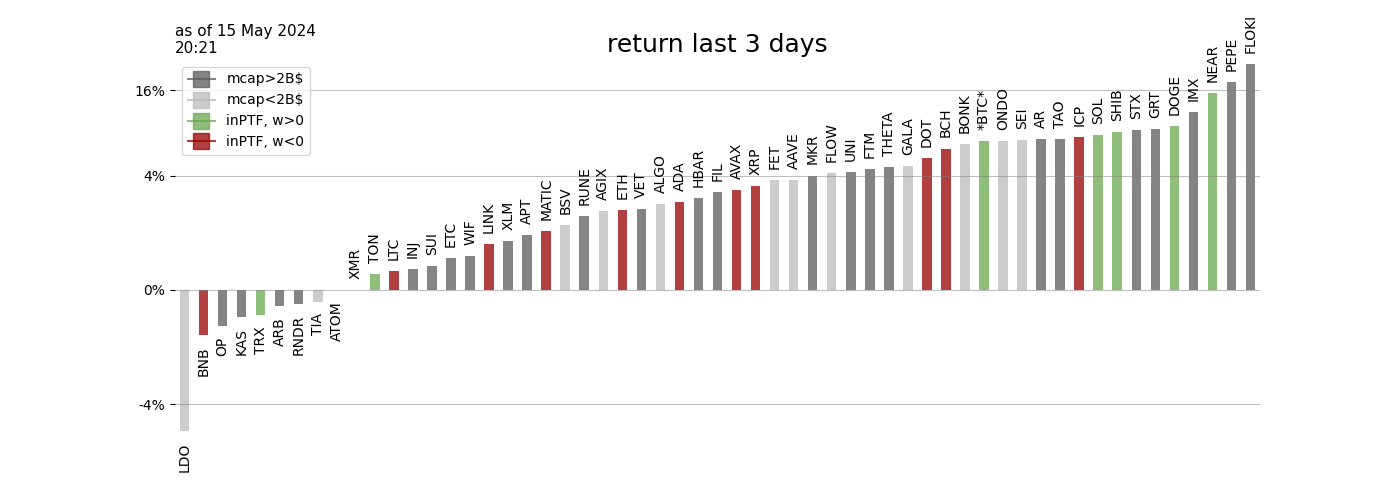 as of 15 May 2024
20:21
return last 3 days
mcap>2B$
mcap<2B$
inPTF, w>0
inPTF, w<0
16%
4%
0%
-4%
LDO
BNB
OP
KAS
TRX
ARB
RNDR
TIA
ATOM
XMR
TON
LTC
INJ
SUI
ETC
WIF
LINK
XLM
APT
MATIC
BSV
RUNE
AGIX
ETH
VET
ALGO
ADA
HBAR
FIL
AVAX
XRP
FET
AAVE
MKR
FLOW
UNI
FTM
THETA
GALA
DOT
BCH
BONK
*BTC*
ONDO
SEI
AR
TAO
ICP
SOL
SHIB
STX
GRT
DOGE
IMX
NEAR
PEPE
FLOKI